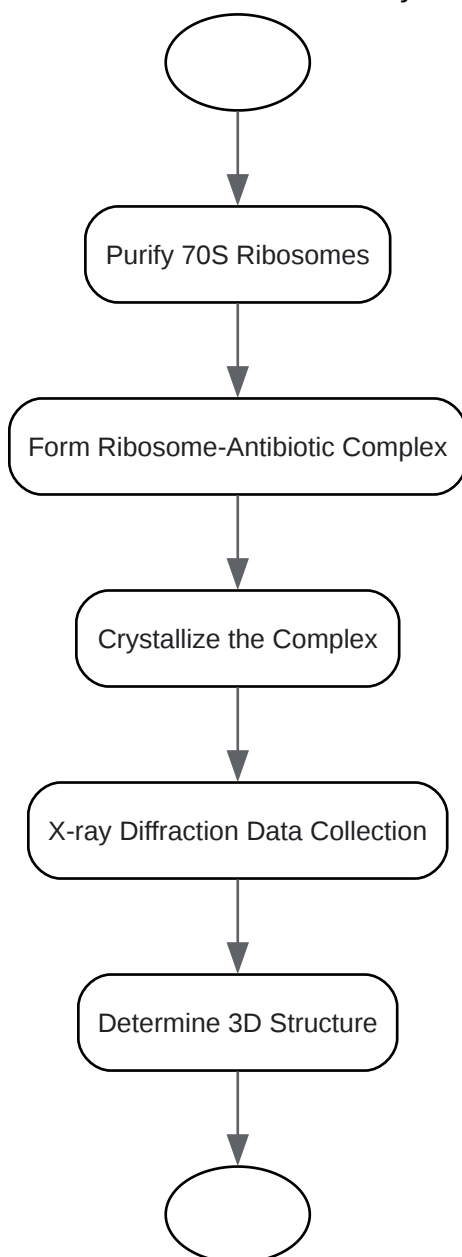 Purify 70S Ribosomes
Form Ribosome-Antibiotic Complex
Crystallize the Complex
X-ray Diffraction Data Collection
Determine 3D Structure